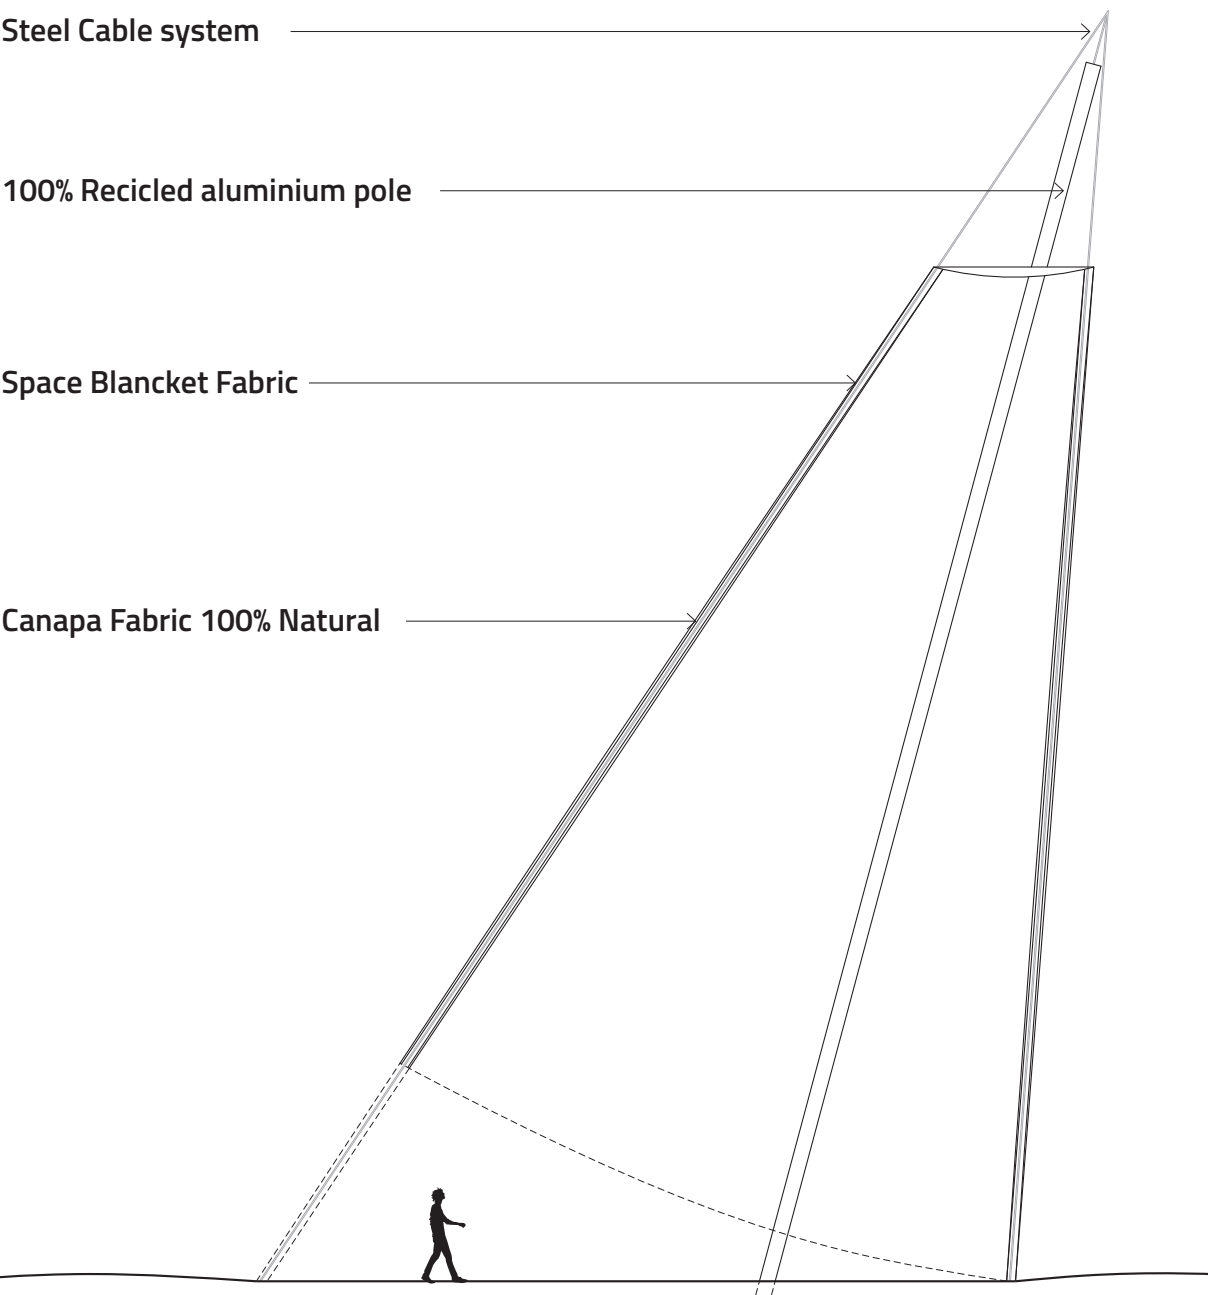 Steel Cable system
100% Recicled aluminium pole
Space Blancket Fabric
Canapa Fabric 100% Natural